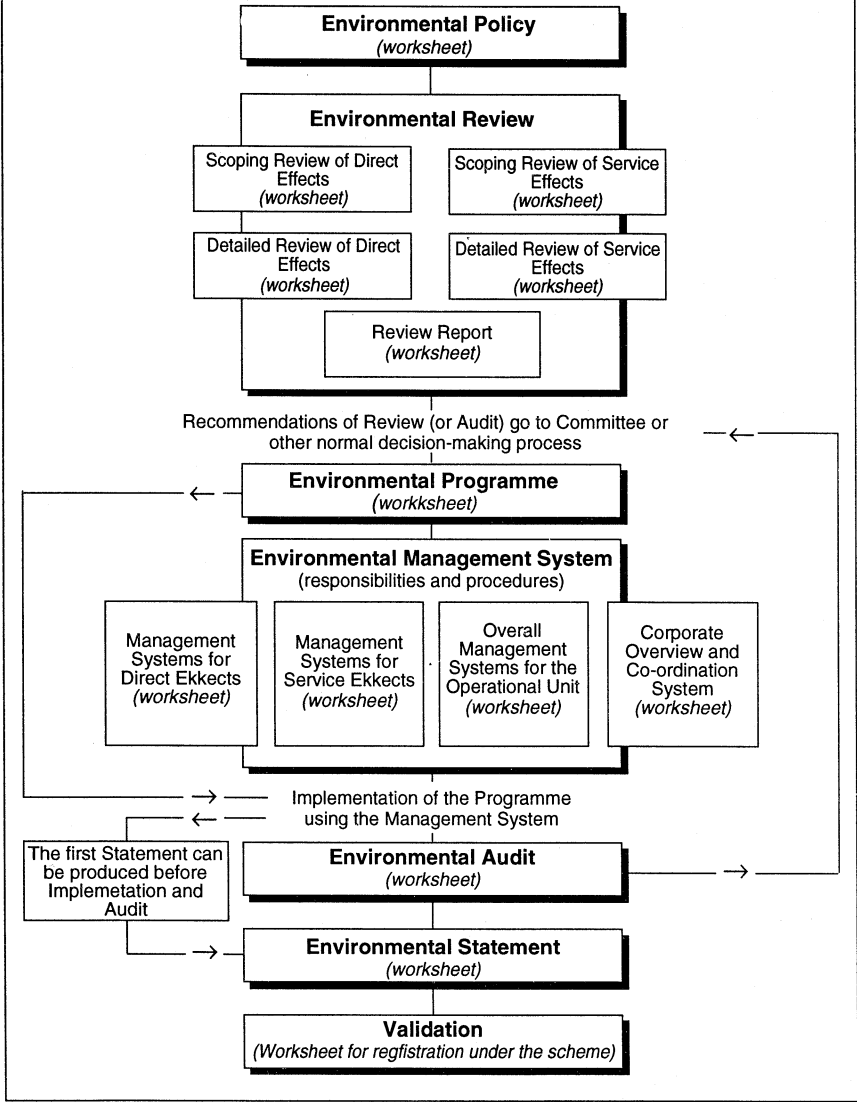 Environmental Policy
(worksheet)
Environmental Review
Scoping Review of Direct
Effects
(worksheet)
Scoping Review of Service
Effects
(worksheet)
Detailed Review of Direct
Effects
(worksheet)
Detailed Review of Service
Effects
(worksheet)
Review Report
(worksheet)
Recommendations of Review (or Audit) go to Committee or
other normal decision-making process
Environmental Programme
(workksheet)
Environmental Management System
(responsibilities and procedures)
Management
Systems for
Direct Ekkects
(worksheet)
Management
Systems for
Service Ekkects
(worksheet)
Overall
Management
Systems for the
Operational Unit
(worksheet)
Corporate
Overview and
Co-ordination
System
(worksheet)
Implementation of the Programme
using the Management System
The first Statement can
be produced before
Implemetation and
Audit
Environmental Audit
(worksheet)
Environmental Statement
(worksheet)
Validation
(Worksheet for regfistration under the scheme)